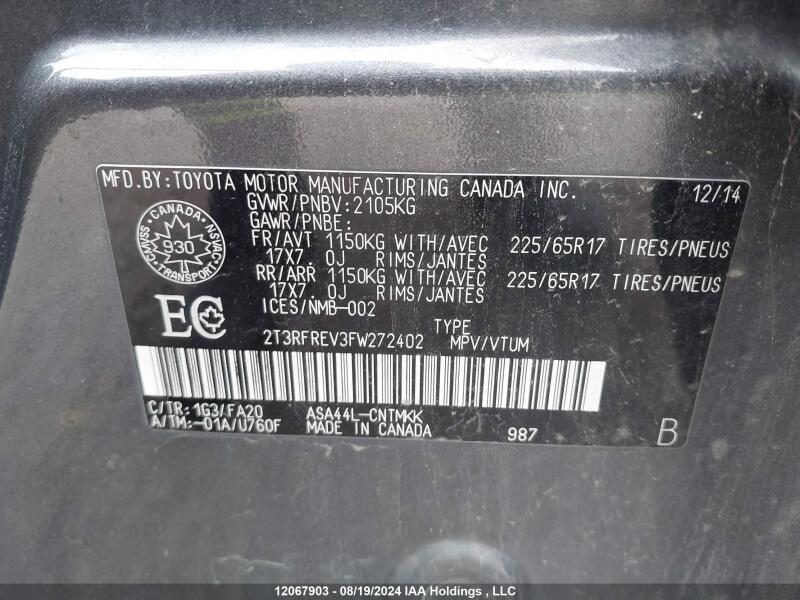 MFD.BY:TOYOTA MOTOR MANUFACTURING CANADA INC. 12/14
GVWR/PNBV:2105KG
GAWR/PNBE:
FR/AVT 1150KG WITH/AVEC 225/65R17 TIRES/PNEUS
17X7.0J RIMS/JANTES
RR/ARR 1150KG WITH/AVEC 225/65R17 TIRES/PNEUS
17X7.0J RIMS/JANTES
ICES/NMB-002
CANADA
CMVSS 930 NSVAC
TRANSPORT
EC
TYPE
2T3RFREV3FW272402 MPV/VTUM
C/TR:1G3/FA20 ASA44L-CNTMKK
A/TM:-01A/U760F MADE IN CANADA 987 B
12067903 - 08/19/2024 IAA Holdings , LLC